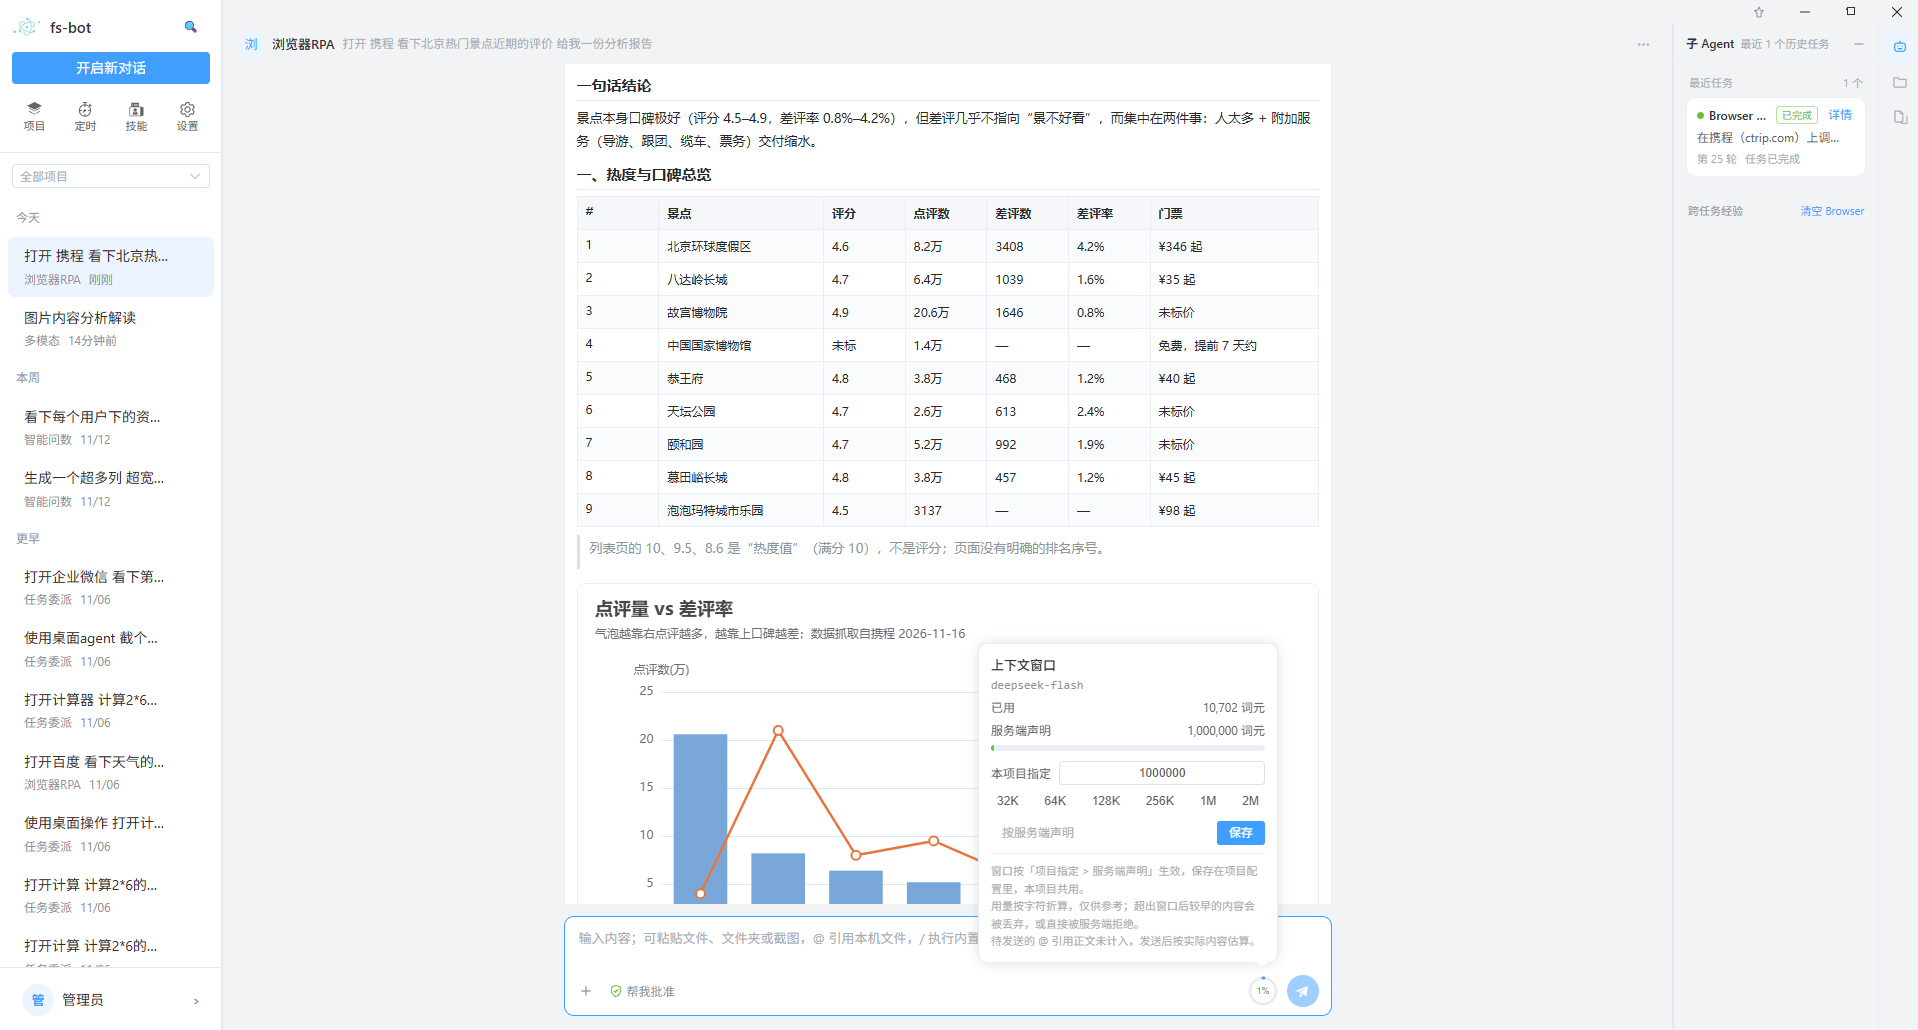 fs-bot
开启新对话
项目
定时
技能
设置
全部项目
今天
打开 携程 看下北京热...
浏览器RPA 刚刚
图片内容分析解读
多模态 14分钟前
本周
看下每个用户下的资...
智能问数 11/12
生成一个超多列 超宽...
智能问数 11/12
更早
打开企业微信 看下第...
任务委派 11/06
使用桌面agent 截个...
任务委派 11/06
打开计算器 计算2*6...
任务委派 11/06
打开百度 看下天气的...
浏览器RPA 11/06
使用桌面操作 打开计...
任务委派 11/06
打开计算 计算2*6的...
任务委派 11/06
打开计算 计算2*6的...
任务委派 11/06
管 管理员
浏 浏览器RPA 打开 携程 看下北京热门景点近期的评价 给我一份分析报告
一句话结论
景点本身口碑极好（评分 4.5–4.9，差评率 0.8%–4.2%），但差评几乎不指向“景不好看”，而集中在两件事：人太多 + 附加服
务（导游、跟团、缆车、票务）交付缩水。
一、热度与口碑总览
# 景点 评分 点评数 差评数 差评率 门票
1 北京环球度假区 4.6 8.2万 3408 4.2% ¥346 起
2 八达岭长城 4.7 6.4万 1039 1.6% ¥35 起
3 故宫博物院 4.9 20.6万 1646 0.8% 未标价
4 中国国家博物馆 未标 1.4万 — — 免费，提前 7 天约
5 恭王府 4.8 3.8万 468 1.2% ¥40 起
6 天坛公园 4.7 2.6万 613 2.4% 未标价
7 颐和园 4.7 5.2万 992 1.9% 未标价
8 慕田峪长城 4.8 3.8万 457 1.2% ¥45 起
9 泡泡玛特城市乐园 4.5 3137 — — ¥98 起
列表页的 10、9.5、8.6 是“热度值”（满分 10），不是评分；页面没有明确的排名序号。
点评量 vs 差评率
气泡越靠右点评越多，越靠上口碑越差；数据抓取自携程 2026-11-16
点评数(万)
25
20
15
10
5
上下文窗口
deepseek-flash
已用 10,702 词元
服务端声明 1,000,000 词元
本项目指定 1000000
32K 64K 128K 256K 1M 2M
按服务端声明 保存
窗口按「项目指定 > 服务端声明」生效，保存在项目配
置里，本项目共用。
用量按字符折算，仅供参考；超出窗口后较早的内容会
被丢弃，或直接被服务端拒绝。
待发送的 @ 引用正文未计入，发送后按实际内容估算。
输入内容；可粘贴文件、文件夹或截图，@ 引用本机文件，/ 执行内置
帮我批准
1%
子 Agent 最近 1 个历史任务
最近任务 1 个
Browser ... 已完成 详情
在携程（ctrip.com）上调...
第 25 轮 任务已完成
跨任务经验 清空 Browser